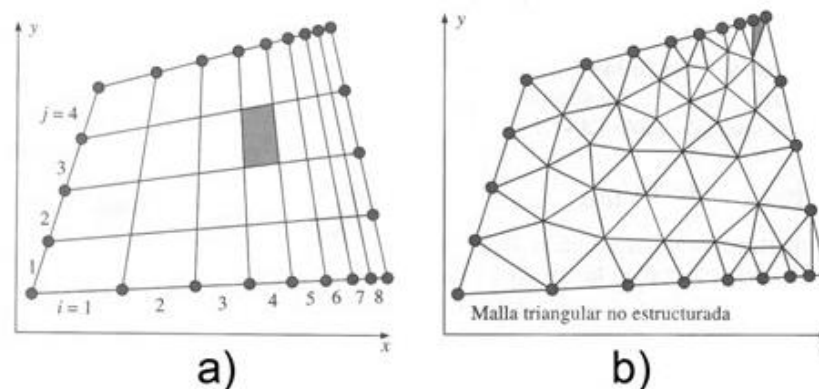 y
j = 4
3
2
1
i = 1 2 3 4 5 6 7 8
x
a)
y
Malla triangular no estructurada
b)